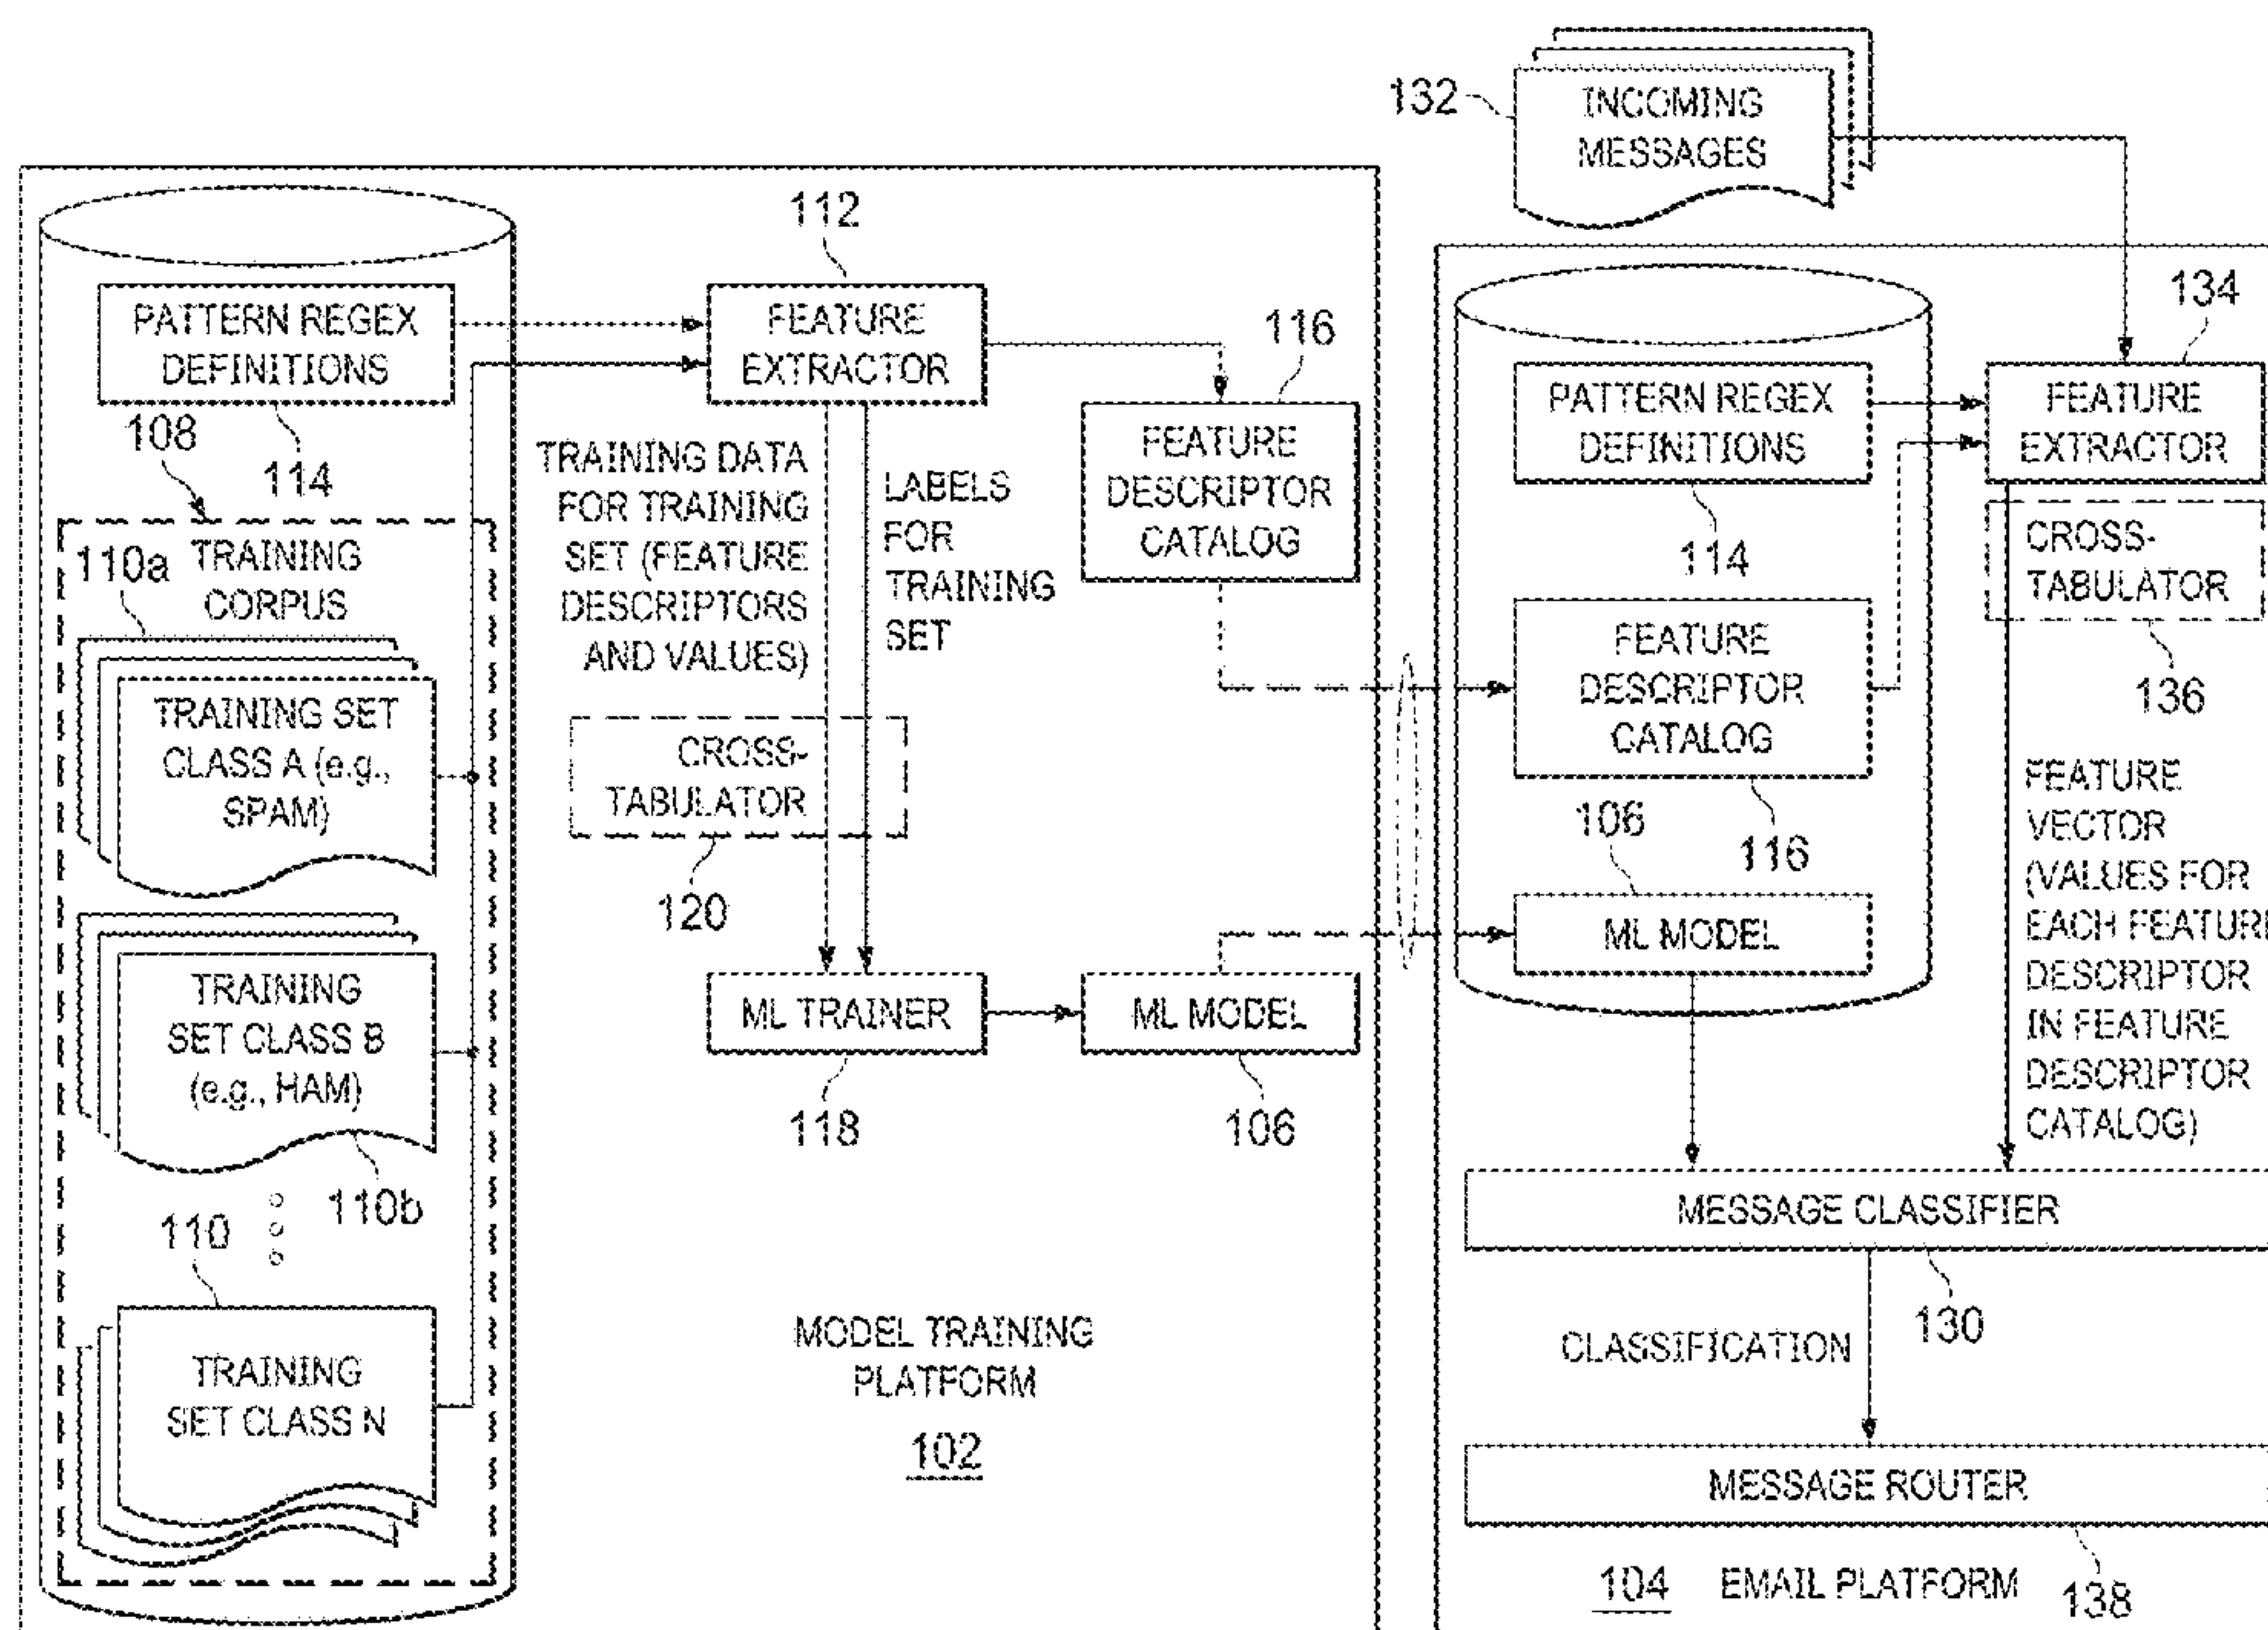 112
PATTERN REGEX
DEFINITIONS
114
FEATURE
EXTRACTOR
116
FEATURE
DESCRIPTOR
CATALOG
108
TRAINING
CORPUS
110a
TRAINING SET
CLASS A (e.g.,
SPAM)
TRAINING
SET CLASS B
(e.g., HAM)
110b
110
TRAINING
SET CLASS N
TRAINING DATA
FOR TRAINING
SET (FEATURE
DESCRIPTORS
AND VALUES)
LABELS
FOR
TRAINING
SET
CROSS-
TABULATOR
120
ML TRAINER
118
ML MODEL
106
MODEL TRAINING
PLATFORM
102
132
INCOMING
MESSAGES
134
PATTERN REGEX
DEFINITIONS
114
FEATURE
EXTRACTOR
CROSS-
TABULATOR
136
FEATURE
DESCRIPTOR
CATALOG
116
106
ML MODEL
FEATURE
VECTOR
(VALUES FOR
EACH FEATURE
DESCRIPTOR
IN FEATURE
DESCRIPTOR
CATALOG)
MESSAGE CLASSIFIER
130
CLASSIFICATION
MESSAGE ROUTER
138
104 EMAIL PLATFORM